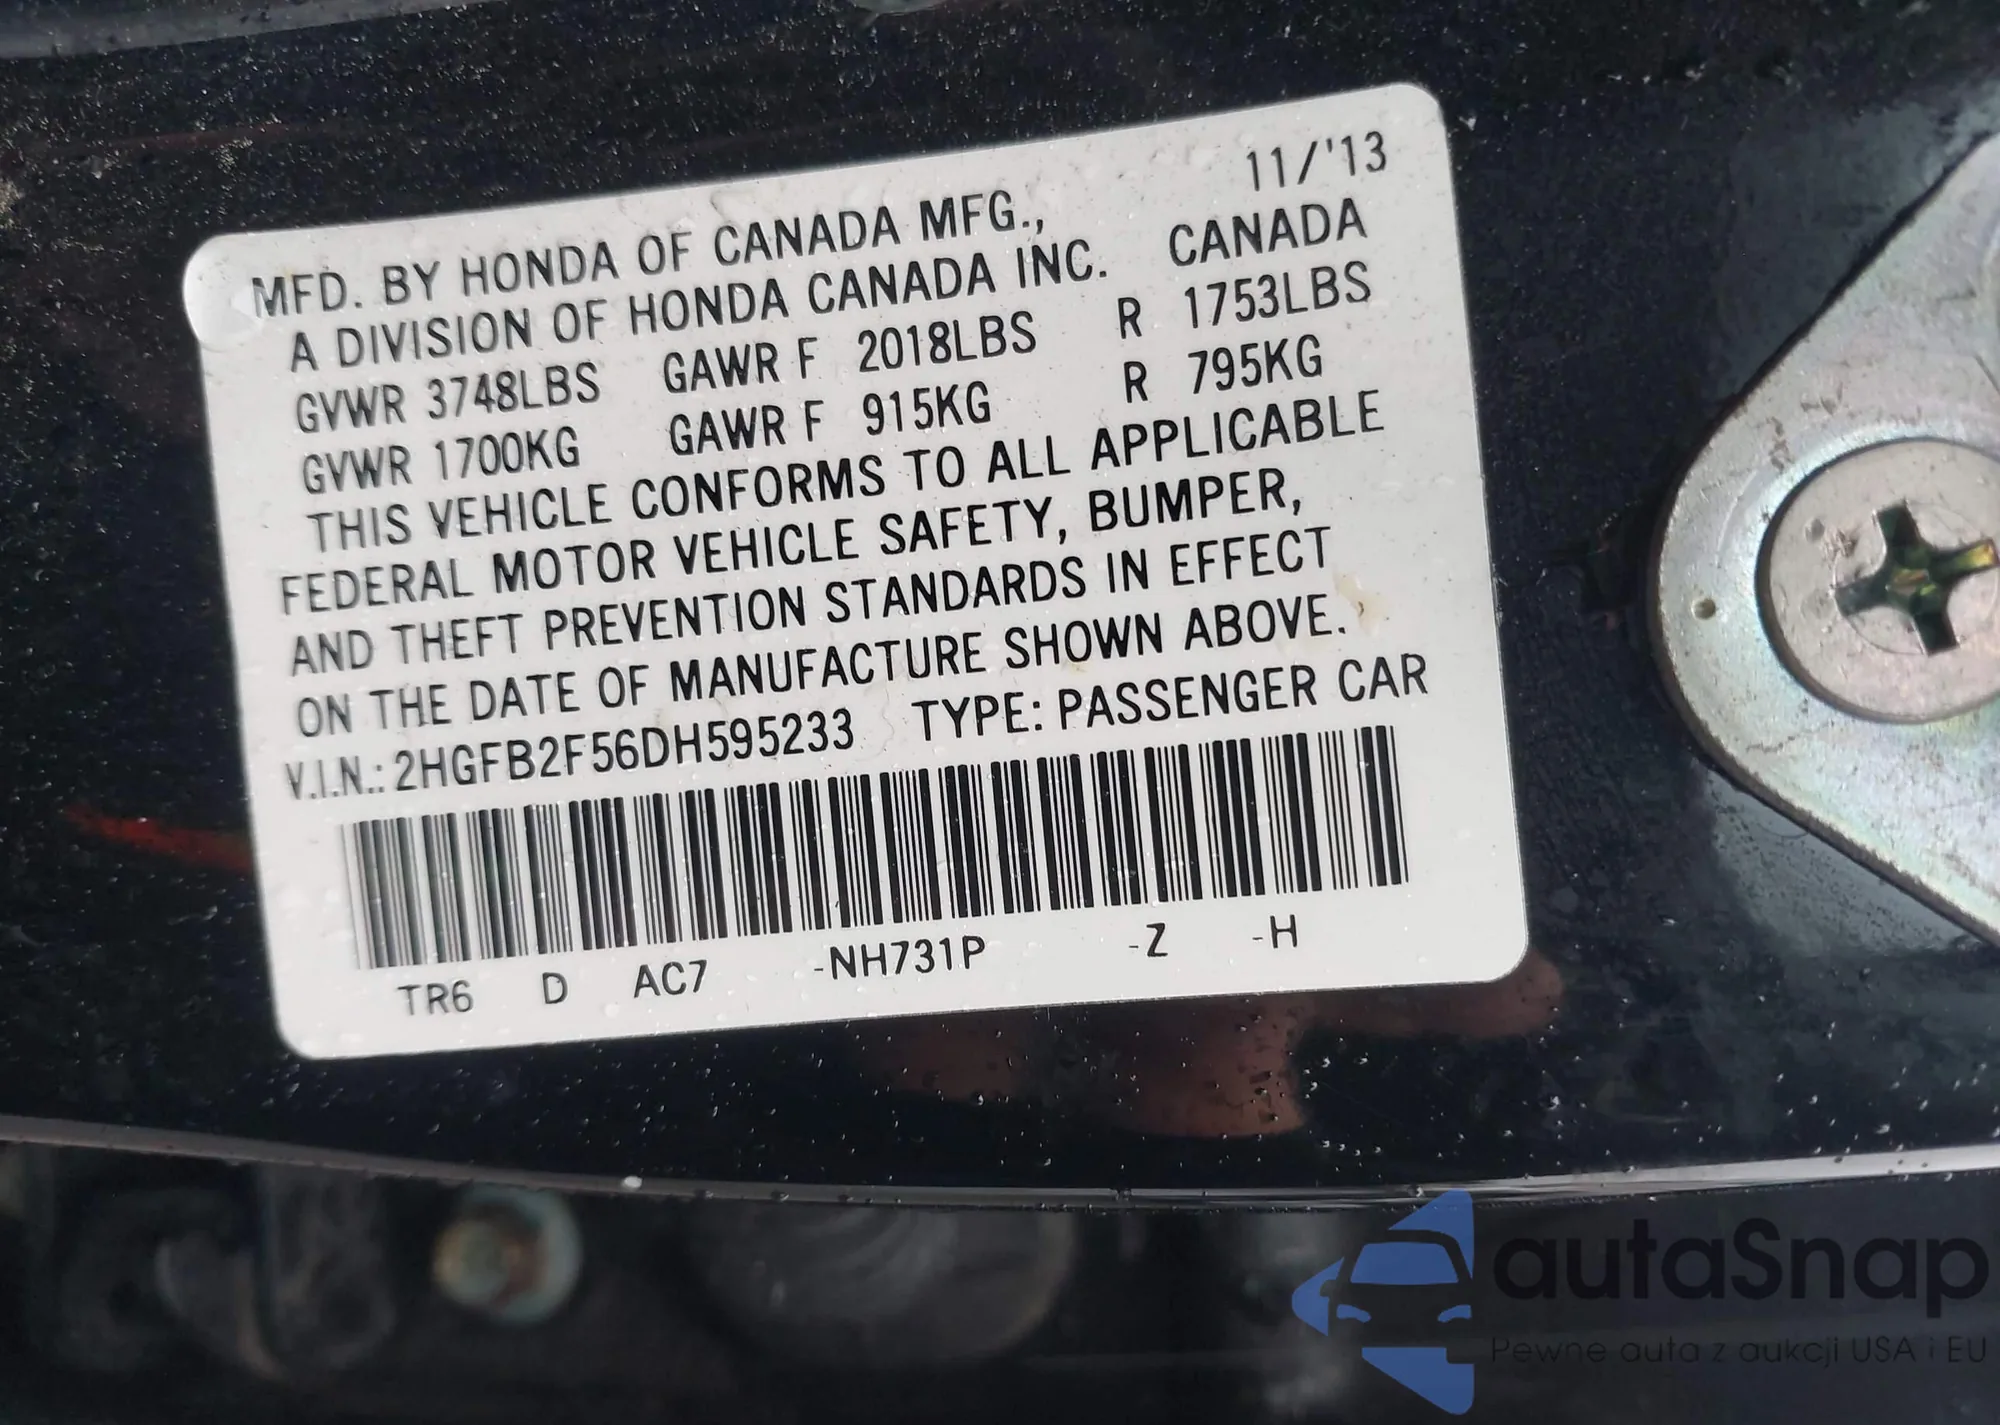 11/'13
MFD. BY HONDA OF CANADA MFG.,
A DIVISION OF HONDA CANADA INC. CANADA
GVWR 3748LBS GAWR F 2018LBS R 1753LBS
GVWR 1700KG GAWR F 915KG R 795KG
THIS VEHICLE CONFORMS TO ALL APPLICABLE
FEDERAL MOTOR VEHICLE SAFETY, BUMPER,
AND THEFT PREVENTION STANDARDS IN EFFECT
ON THE DATE OF MANUFACTURE SHOWN ABOVE.
V.I.N.: 2HGFB2F56DH595233 TYPE: PASSENGER CAR
TR6 D AC7 -NH731P -Z -H
autaSnap
Pewne auta z aukcji USA i EU